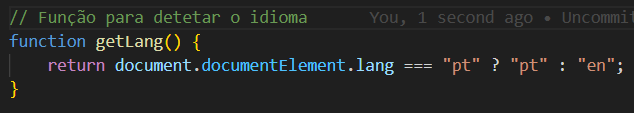 // Função para detetar o idioma You, 1 second ago • Uncommit
function getLang() {
return document.documentElement.lang === "pt" ? "pt" : "en";
}